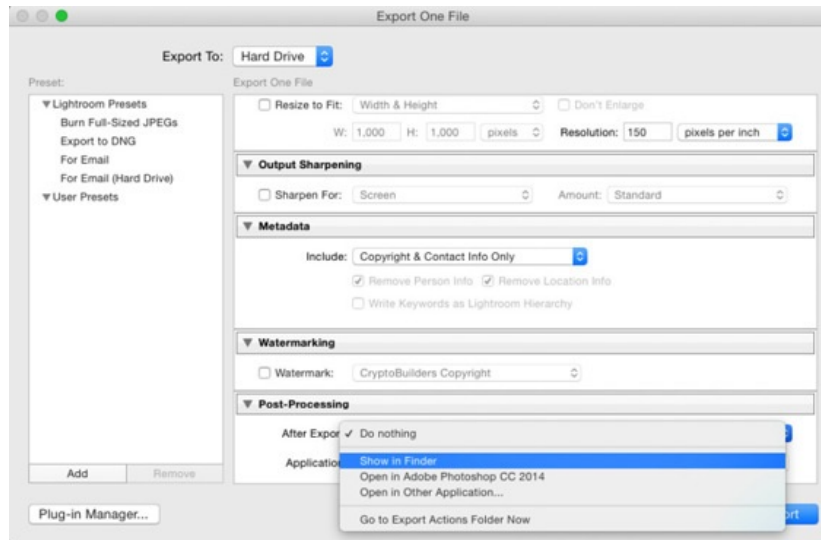 Export One File
Export To: Hard Drive
Preset:
Export One File
Lightroom Presets
Burn Full-Sized JPEGs
Export to DNG
For Email
For Email (Hard Drive)
User Presets
Resize to Fit: Width & Height Don't Enlarge
W: 1,000 H: 1,000 pixels Resolution: 150 pixels per inch
Output Sharpening
Sharpen For: Screen Amount: Standard
Metadata
Include: Copyright & Contact Info Only
Remove Person Info Remove Location Info
Write Keywords as Lightroom Hierarchy
Watermarking
Watermark: CryptoBuilders Copyright
Post-Processing
After Expor Do nothing
Applicatio Show in Finder
Open in Adobe Photoshop CC 2014
Open in Other Application...
Go to Export Actions Folder Now
Add Remove
Plug-in Manager... ort